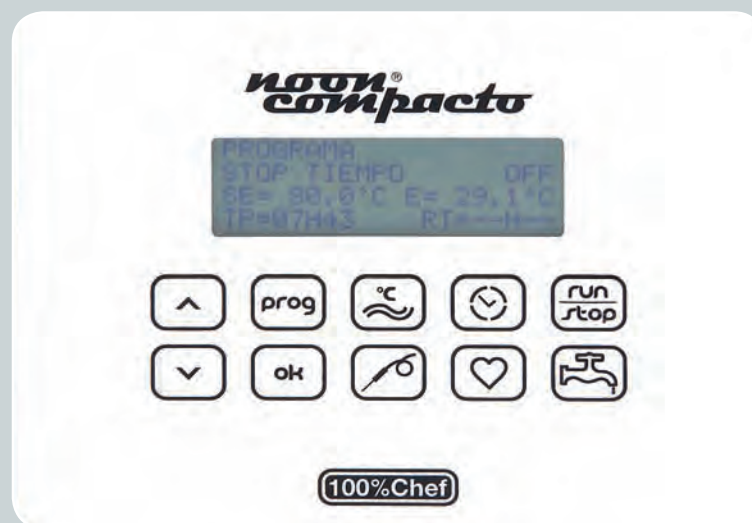 noon®
compacto
PROGRAMA
STOP TIEMPO OFF
SE= 80.0°C E= 29.1°C
TP=07H43 RT=--H--
prog °C run
stop
ok
100%Chef